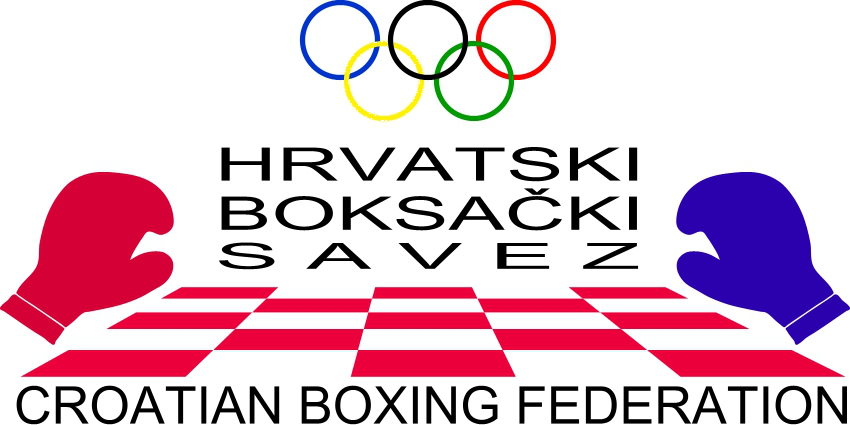 HRVATSKI
BOKSAČKI
SAVEZ
CROATIAN BOXING FEDERATION